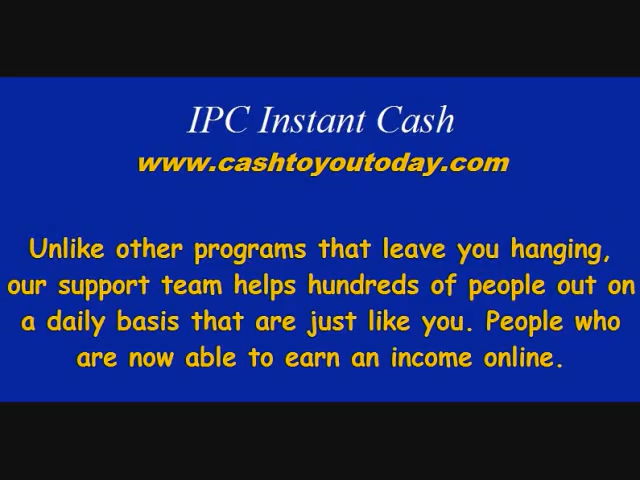 IPC Instant Cash
www.cashtoyoutoday.com
Unlike other programs that leave you hanging,
our support team helps hundreds of people out on
a daily basis that are just like you. People who
are now able to earn an income online.